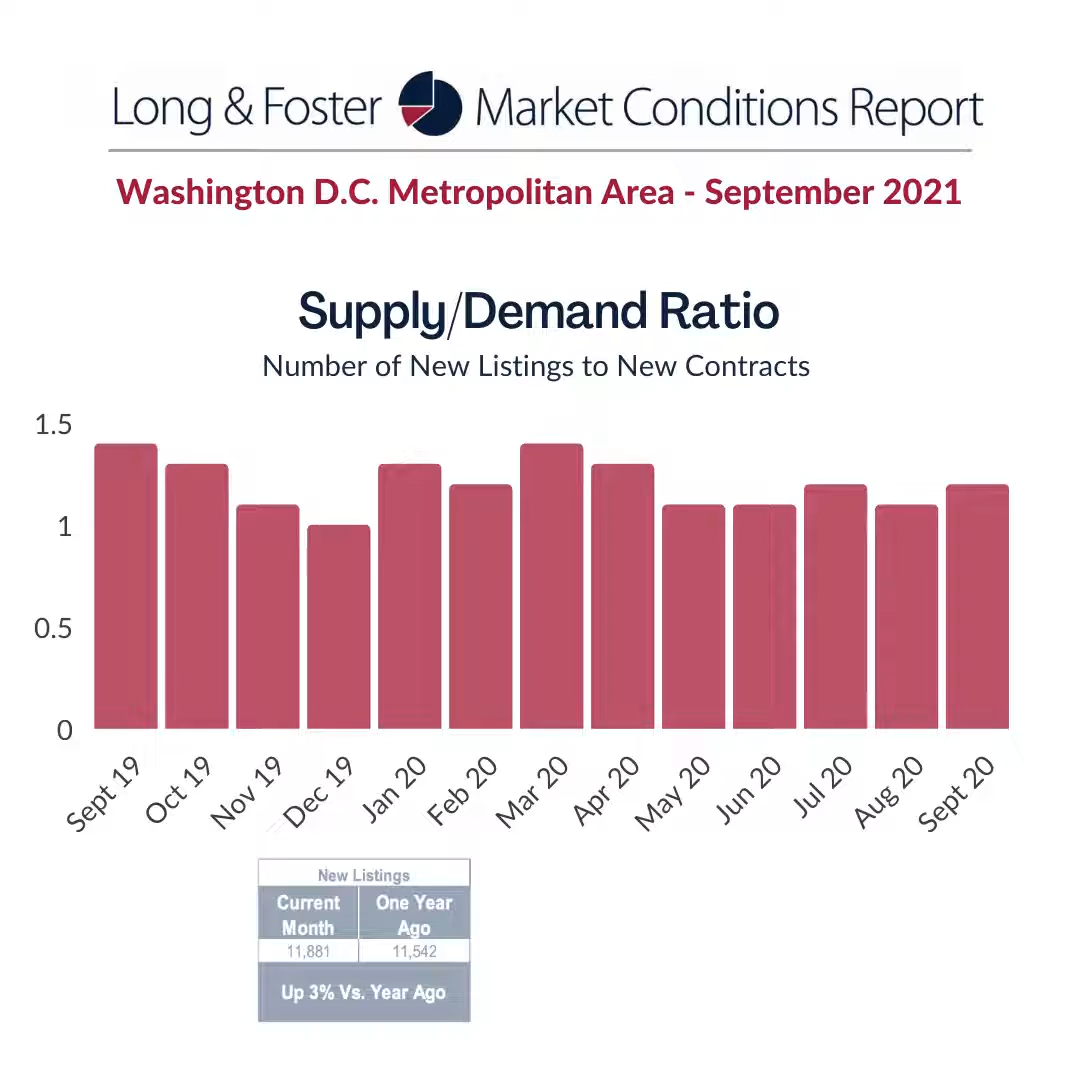 Long & Foster Market Conditions Report
Washington D.C. Metropolitan Area - September 2021
Supply/Demand Ratio
Number of New Listings to New Contracts
1.5
1
0.5
0
Sept 19
Oct 19
Nov 19
Dec 19
Jan 20
Feb 20
Mar 20
Apr 20
May 20
Jun 20
Jul 20
Aug 20
Sept 20
New Listings
Current Month
One Year Ago
11,881
11,542
Up 3% Vs. Year Ago